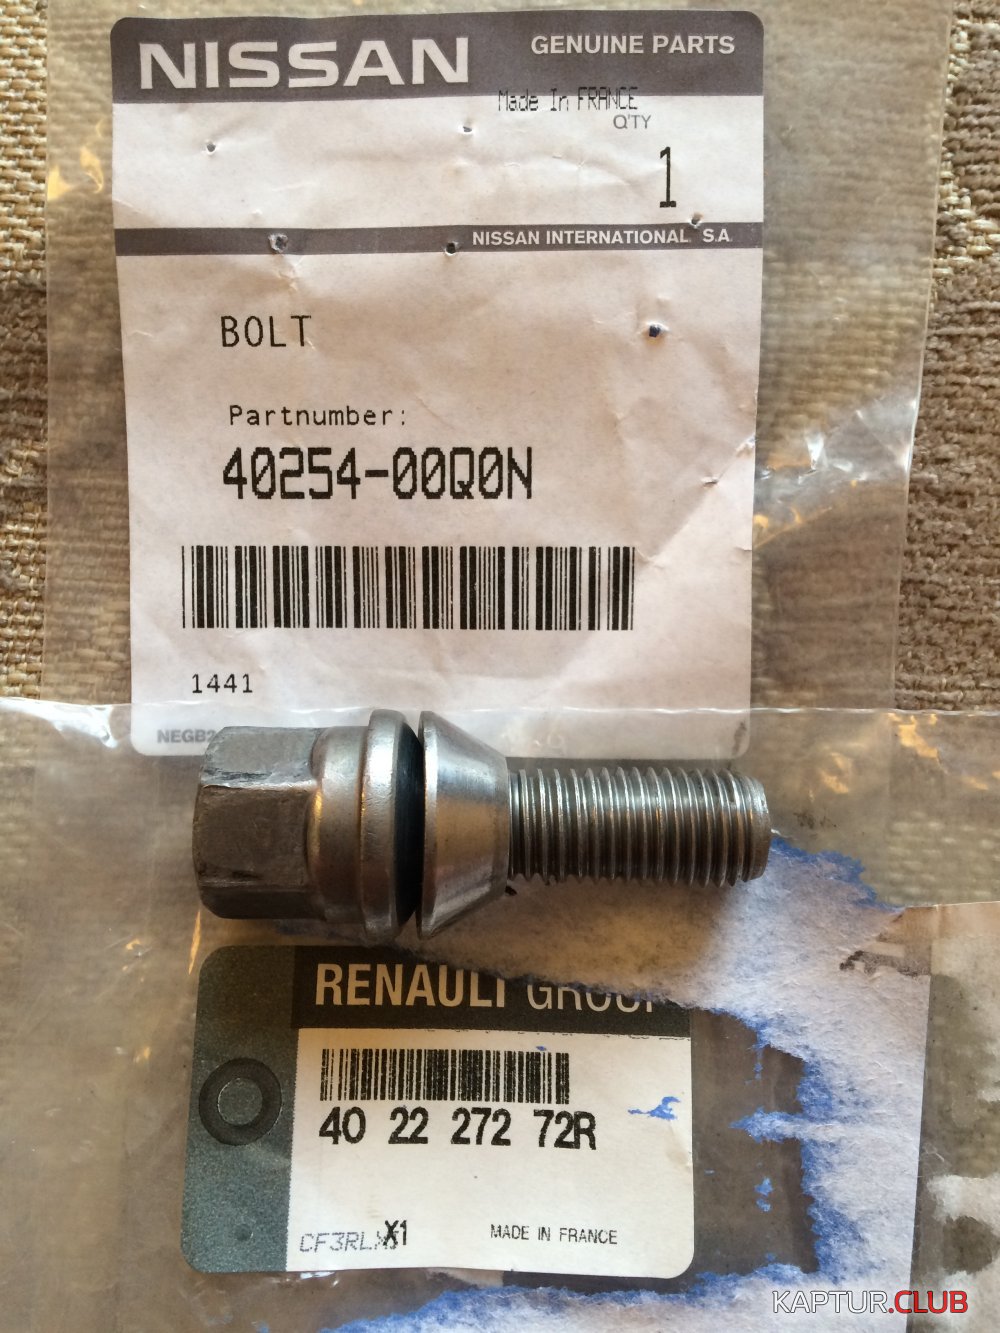 NISSAN
GENUINE PARTS
Made In FRANCE
Q'TY
1
NISSAN INTERNATIONAL S.A
BOLT
Partnumber:
40254-00Q0N
1441
NEGB2
RENAULT GROUP
40 22 272 72R
X1
MADE IN FRANCE
KAPTUR.CLUB